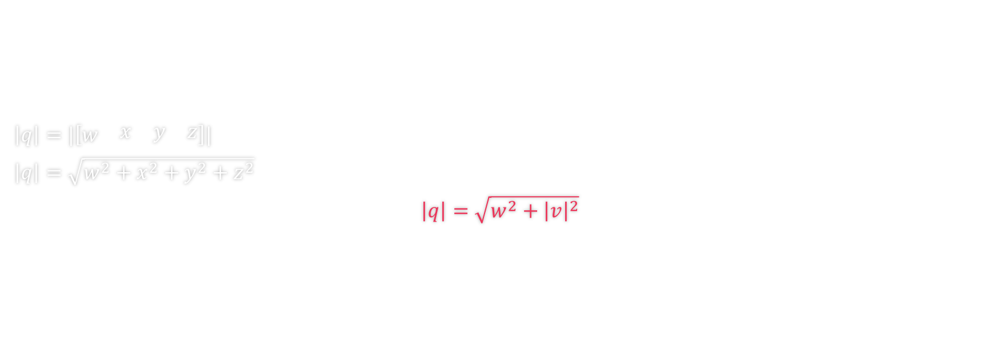 |q| = |[w x y z]|
|q| = √(w² + x² + y² + z²)
|q| = √(w² + |v|²)